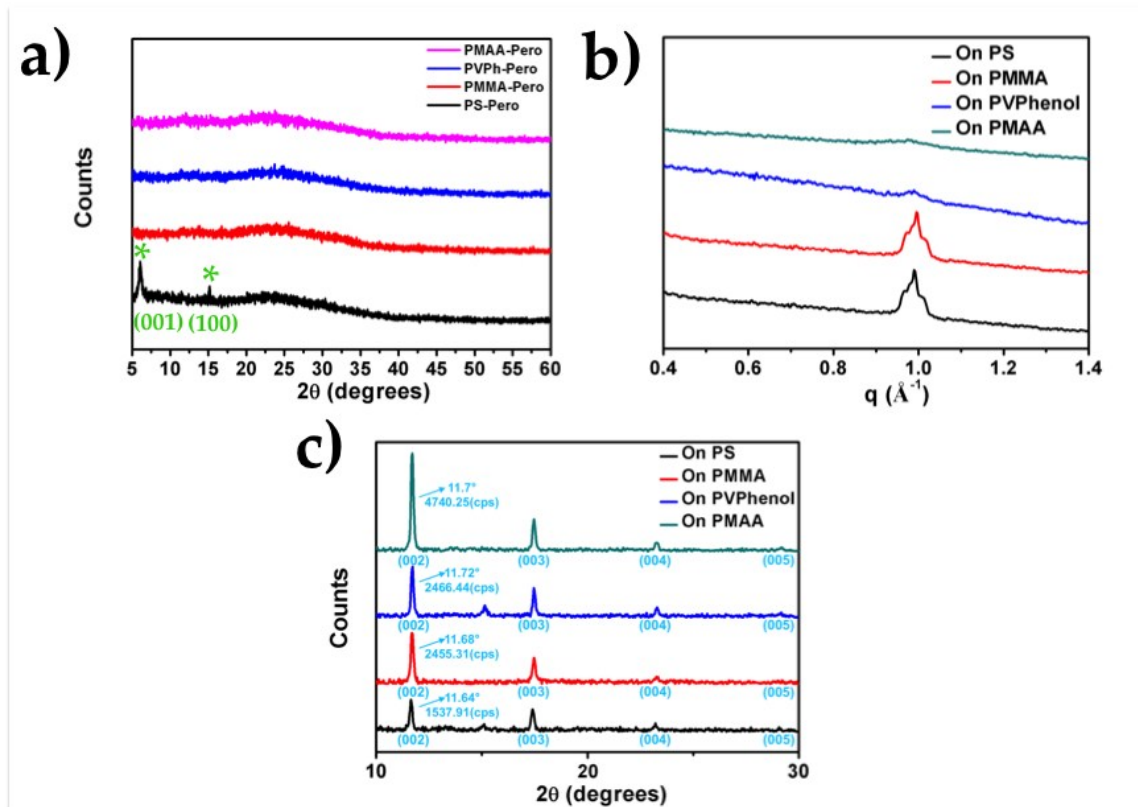 a)
PMAA-Pero
PVPh-Pero
PMMA-Pero
PS-Pero
Counts
*
*
(001) (100)
5 10 15 20 25 30 35 40 45 50 55 60
2θ (degrees)
b)
On PS
On PMMA
On PVPhenol
On PMAA
0.4 0.6 0.8 1.0 1.2 1.4
q (Å⁻¹)
c)
On PS
On PMMA
On PVPhenol
On PMAA
Counts
11.7°
4740.25(cps)
(002) (003) (004) (005)
11.72°
2466.44(cps)
(002) (003) (004) (005)
11.68°
2455.31(cps)
(002) (003) (004) (005)
11.64°
1537.91(cps)
(002) (003) (004) (005)
10 20 30
2θ (degrees)